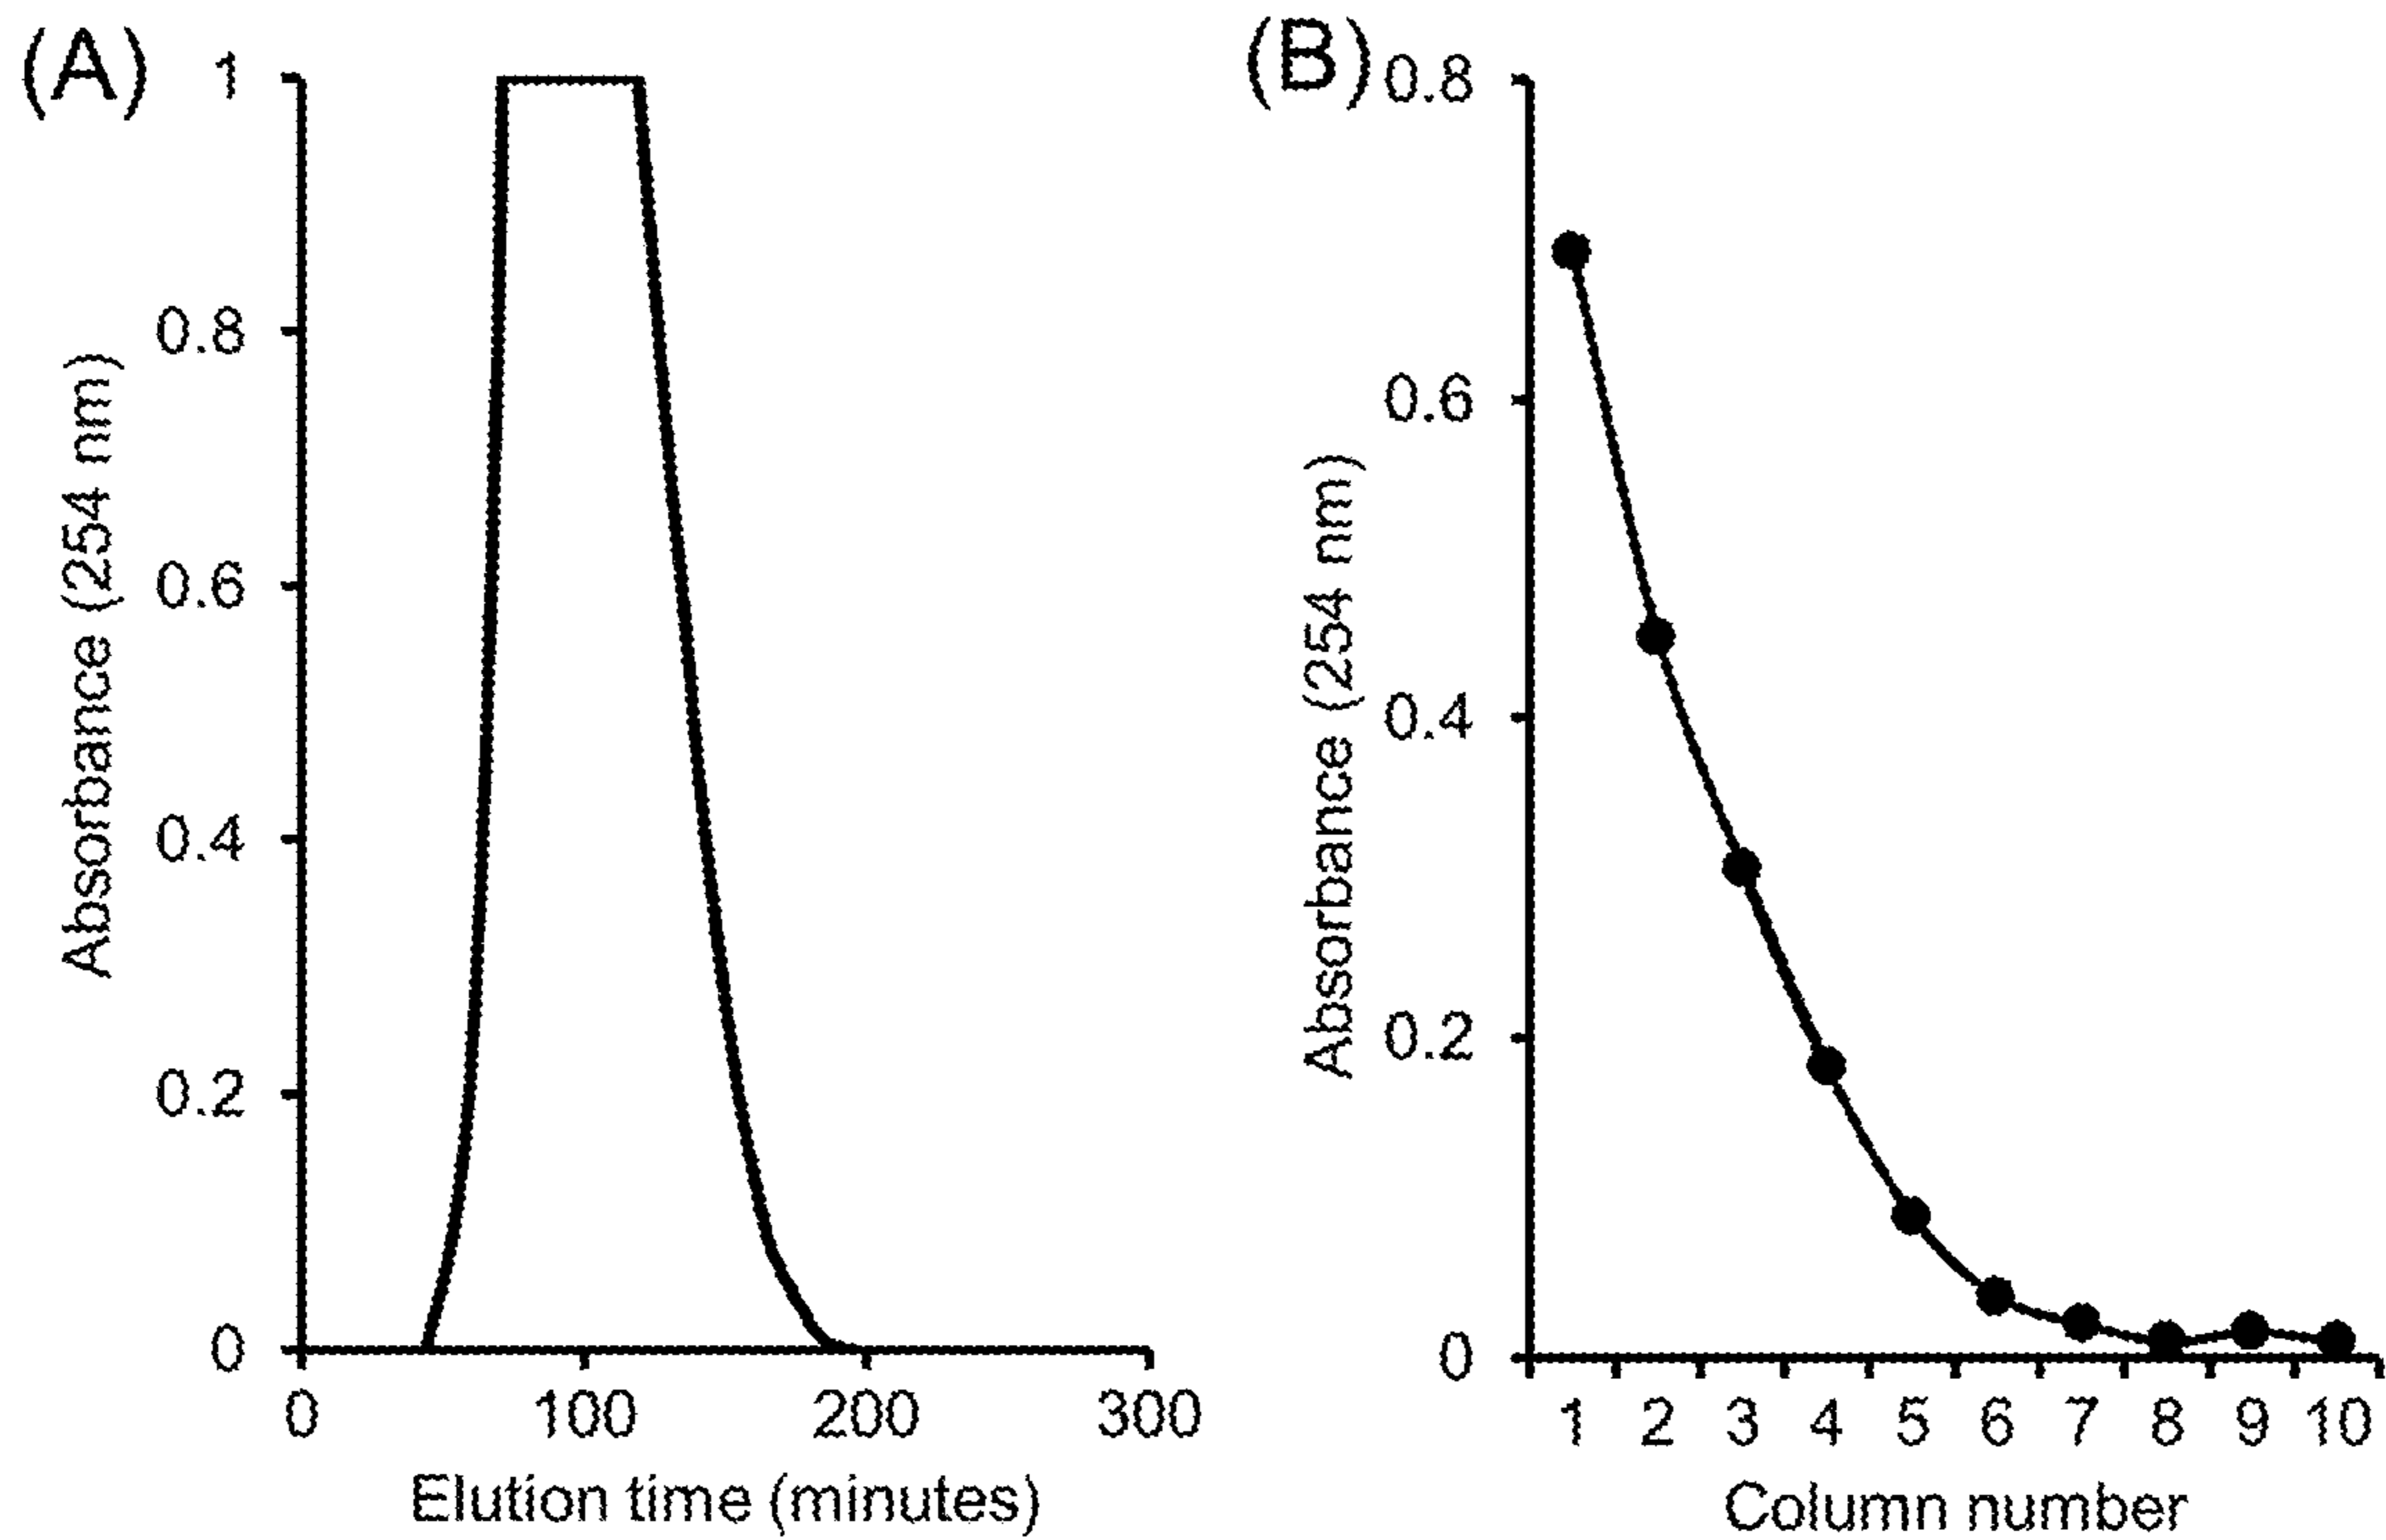 (A)
1
0.8
0.6
0.4
0.2
0
Absorbance (254 nm)
0 100 200 300
Elution time (minutes)
(B)
0.8
0.6
0.4
0.2
0
Absorbance (254 nm)
1 2 3 4 5 6 7 8 9 10
Column number